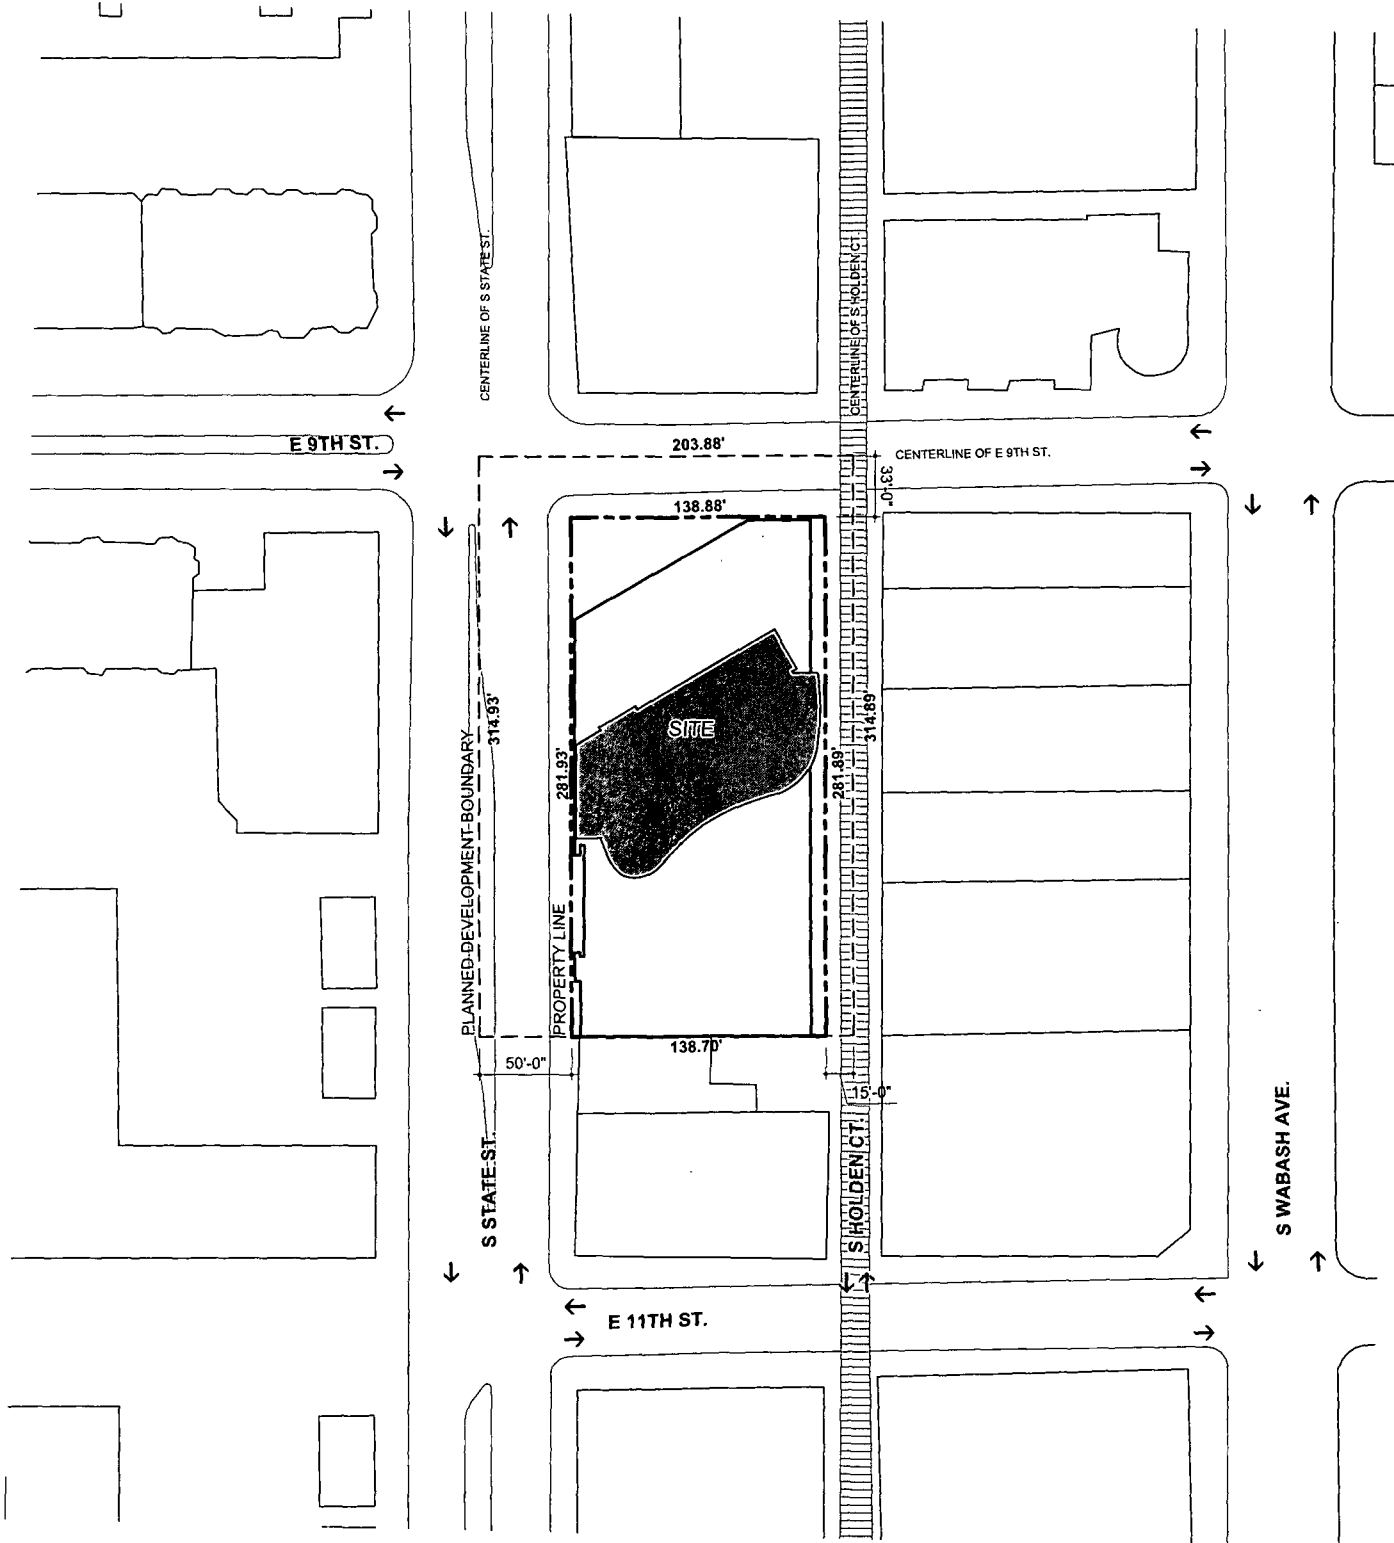 CENTERLINE OF S STATE ST.
CENTERLINE OF S HOLDEN CT.
E 9TH ST.
203.88'
CENTERLINE OF E 9TH ST.
33'-0"
138.88'
SITE
314.93'
281.93'
281.89'
314.89'
PLANNED DEVELOPMENT BOUNDARY
PROPERTY LINE
138.70'
50'-0"
15'-0"
S STATE ST.
S HOLDEN CT.
S WABASH AVE.
E 11TH ST.